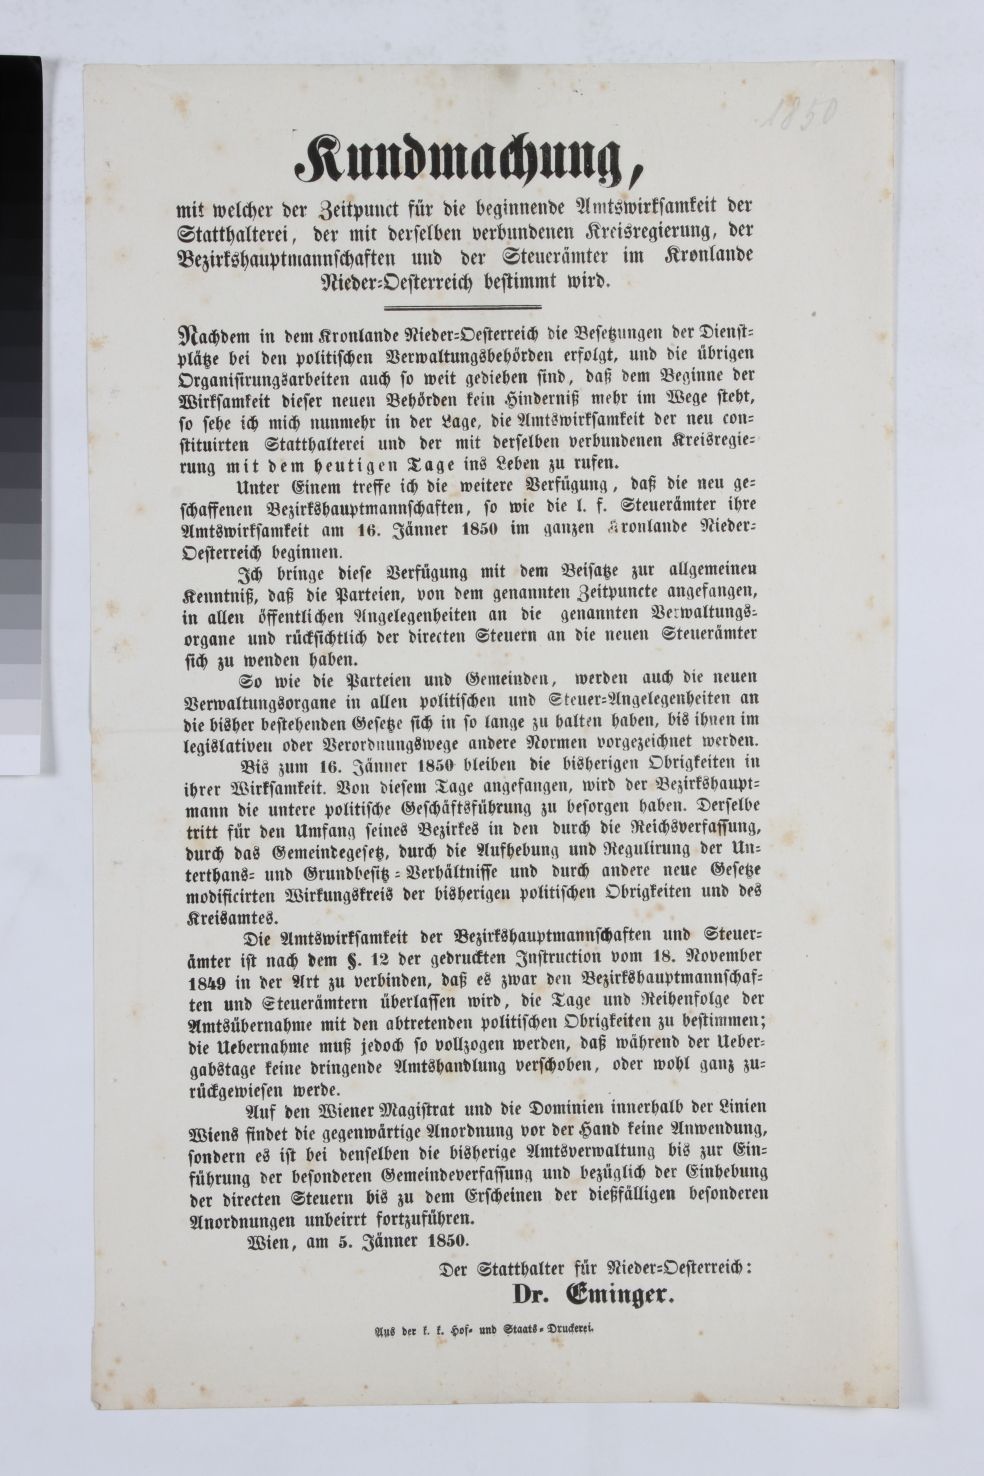 1850
Kundmachung,
mit welcher der Zeitpunct für die beginnende Amtswirksamkeit der
Statthalterei, der mit derselben verbundenen Kreisregierung, der
Bezirkshauptmannschaften und der Steuerämter im Kronlande
Nieder-Oesterreich bestimmt wird.
Nachdem in dem Kronlande Nieder-Oesterreich die Besetzungen der Dienst-
plätze bei den politischen Verwaltungsbehörden erfolgt, und die übrigen
Organisirungsarbeiten auch so weit gediehen sind, daß dem Beginne der
Wirksamkeit dieser neuen Behörden kein Hinderniß mehr im Wege steht,
so sehe ich mich nunmehr in der Lage, die Amtswirksamkeit der neu con-
stituirten Statthalterei und der mit derselben verbundenen Kreisregie-
rung mit dem heutigen Tage ins Leben zu rufen.
Unter Einem treffe ich die weitere Verfügung, daß die neu ge-
schaffenen Bezirkshauptmannschaften, so wie die l. f. Steuerämter ihre
Amtswirksamkeit am 16. Jänner 1850 im ganzen Kronlande Nieder-
Oesterreich beginnen.
Ich bringe diese Verfügung mit dem Beisatze zur allgemeinen
Kenntniß, daß die Parteien, von dem genannten Zeitpuncte angefangen,
in allen öffentlichen Angelegenheiten an die genannten Verwaltungs-
organe und rücksichtlich der directen Steuern an die neuen Steuerämter
sich zu wenden haben.
So wie die Parteien und Gemeinden, werden auch die neuen
Verwaltungsorgane in allen politischen und Steuer-Angelegenheiten an
die bisher bestehenden Gesetze sich in so lange zu halten haben, bis ihnen im
legislativen oder Verordnungswege andere Normen vorgezeichnet werden.
Bis zum 16. Jänner 1850 bleiben die bisherigen Obrigkeiten in
ihrer Wirksamkeit. Von diesem Tage angefangen, wird der Bezirkshaupt-
mann die untere politische Geschäftsführung zu besorgen haben. Derselbe
tritt für den Umfang seines Bezirkes in den durch die Reichsverfassung,
durch das Gemeindegesetz, durch die Aufhebung und Regulirung der Un-
terthans- und Grundbesitz-Verhältnisse und durch andere neue Gesetze
modificirten Wirkungskreis der bisherigen politischen Obrigkeiten und des
Kreisamtes.
Die Amtswirksamkeit der Bezirkshauptmannschaften und Steuer-
ämter ist nach dem §. 12 der gedruckten Instruction vom 18. November
1849 in der Art zu verbinden, daß es zwar den Bezirkshauptmannschaf-
ten und Steuerämtern überlassen wird, die Tage und Reihenfolge der
Amtsübernahme mit den abtretenden politischen Obrigkeiten zu bestimmen;
die Uebernahme muß jedoch so vollzogen werden, daß während der Ueber-
gabstage keine dringende Amtshandlung verschoben, oder wohl ganz zu-
rückgewiesen werde.
Auf den Wiener Magistrat und die Dominien innerhalb der Linien
Wiens findet die gegenwärtige Anordnung vor der Hand keine Anwendung,
sondern es ist bei denselben die bisherige Amtsverwaltung bis zur Ein-
führung der besonderen Gemeindeverfassung und bezüglich der Einhebung
der directen Steuern bis zu dem Erscheinen der dießfälligen besonderen
Anordnungen unbeirrt fortzuführen.
Wien, am 5. Jänner 1850.
Der Statthalter für Nieder-Oesterreich:
Dr. Eminger.
Aus der k. k. Hof- und Staats-Druckerei.